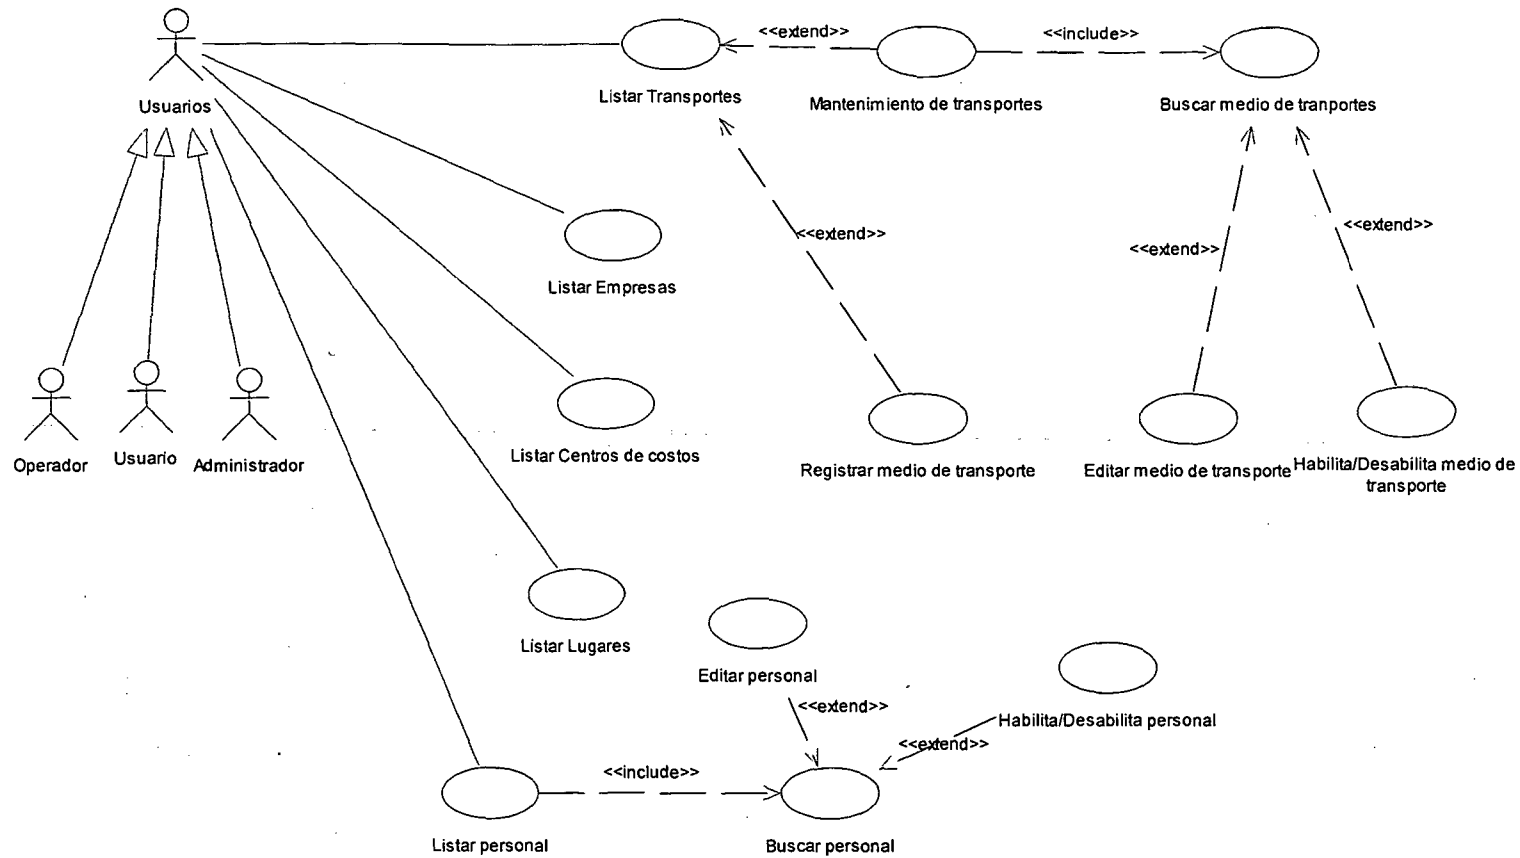 <<extend>>
<<include>>
Usuarios
Listar Transportes
Mantenimiento de transportes
Buscar medio de tranportes
<<extend>>
<<extend>>
<<extend>>
Listar Empresas
Operador
Usuario
Administrador
Listar Centros de costos
Registrar medio de transporte
Editar medio de transporte
Habilita/Desabilita medio de
transporte
Listar Lugares
Editar personal
<<extend>>
Habilita/Desabilita personal
<<extend>>
<<include>>
Listar personal
Buscar personal